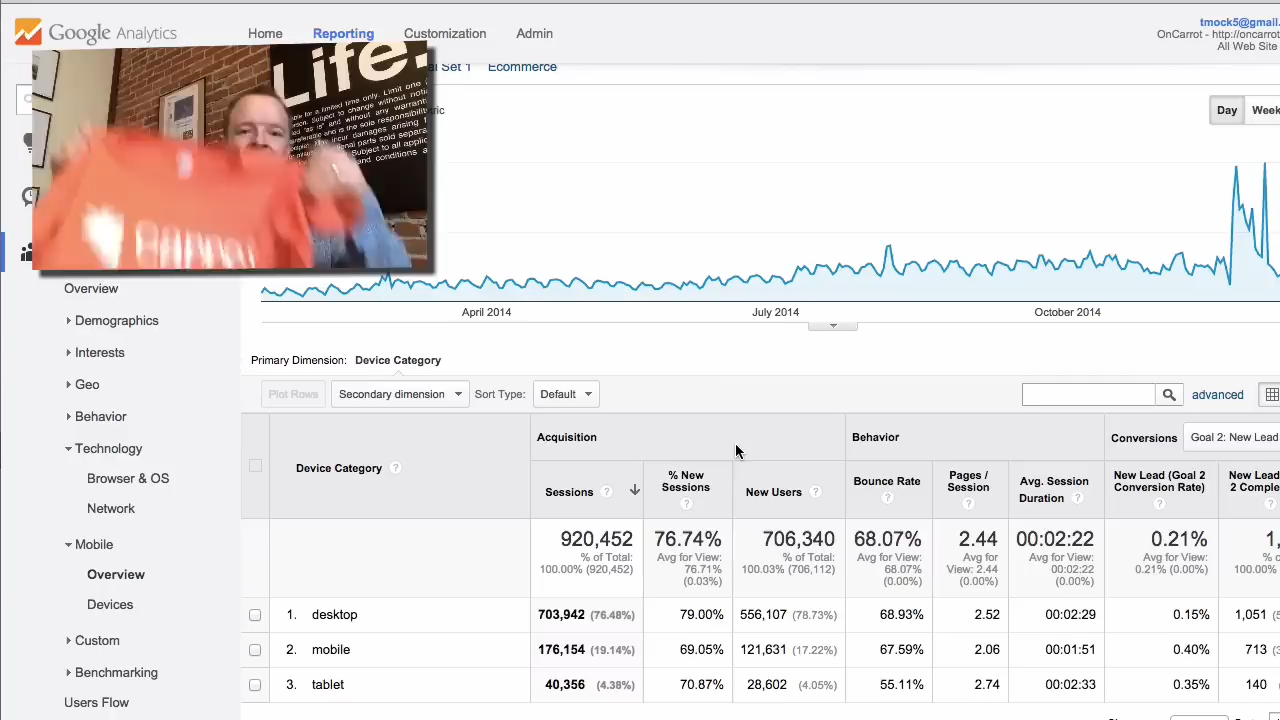 Google Analytics
Home Reporting Customization Admin
tmock5@gmail.
OnCarrot - http://oncarrot
All Web Site
al Set 1 Ecommerce
Life.
Day Week
April 2014 July 2014 October 2014
Overview
Demographics
Interests
Geo
Behavior
Technology
Browser & OS
Network
Mobile
Overview
Devices
Custom
Benchmarking
Users Flow
Primary Dimension: Device Category
Plot Rows Secondary dimension Sort Type: Default advanced
Device Category ? Acquisition Behavior Conversions Goal 2: New Lead
Sessions ? % New Sessions ? New Users ? Bounce Rate ? Pages / Session ? Avg. Session Duration ? New Lead (Goal 2 Conversion Rate) ? New Lead 2 Comple ?
920,452 76.74% 706,340 68.07% 2.44 00:02:22 0.21% 1,
% of Total: 100.00% (920,452) Avg for View: 76.71% (0.03%) % of Total: 100.03% (706,112) Avg for View: 68.07% (0.00%) Avg for View: 2.44 (0.00%) Avg for View: 00:02:22 (0.00%) Avg for View: 0.21% (0.00%) % o 100.00%
1. desktop 703,942 (76.48%) 79.00% 556,107 (78.73%) 68.93% 2.52 00:02:29 0.15% 1,051
2. mobile 176,154 (19.14%) 69.05% 121,631 (17.22%) 67.59% 2.06 00:01:51 0.40% 713
3. tablet 40,356 (4.38%) 70.87% 28,602 (4.05%) 55.11% 2.74 00:02:33 0.35% 140